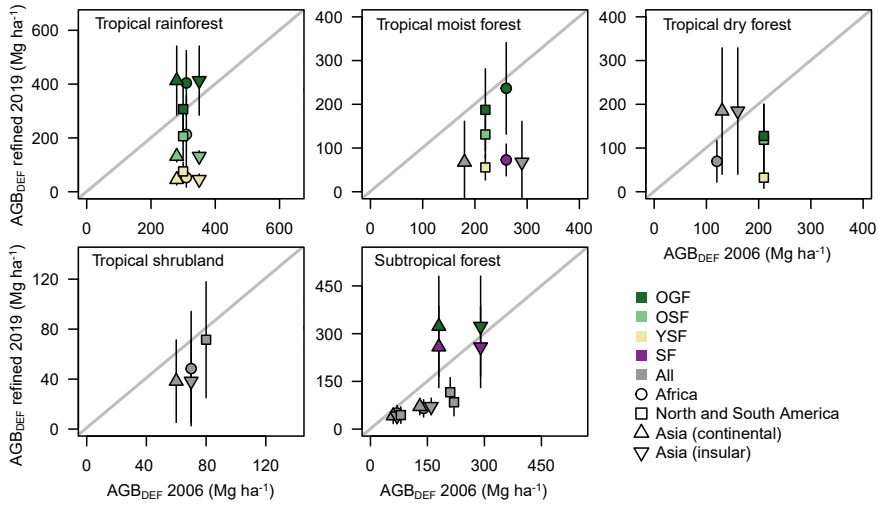 Tropical rainforest
Tropical moist forest
Tropical dry forest
AGB_DEF refined 2019 (Mg ha⁻¹)
600
400
200
0
0 200 400 600
400
300
200
100
0
0 100 200 300 400
400
300
200
100
0
0 100 200 300 400
AGB_DEF 2006 (Mg ha⁻¹)
Tropical shrubland
Subtropical forest
AGB_DEF refined 2019 (Mg ha⁻¹)
120
80
40
0
0 40 80 120
AGB_DEF 2006 (Mg ha⁻¹)
450
300
150
0
0 150 300 450
AGB_DEF 2006 (Mg ha⁻¹)
OGF
OSF
YSF
SF
All
Africa
North and South America
Asia (continental)
Asia (insular)